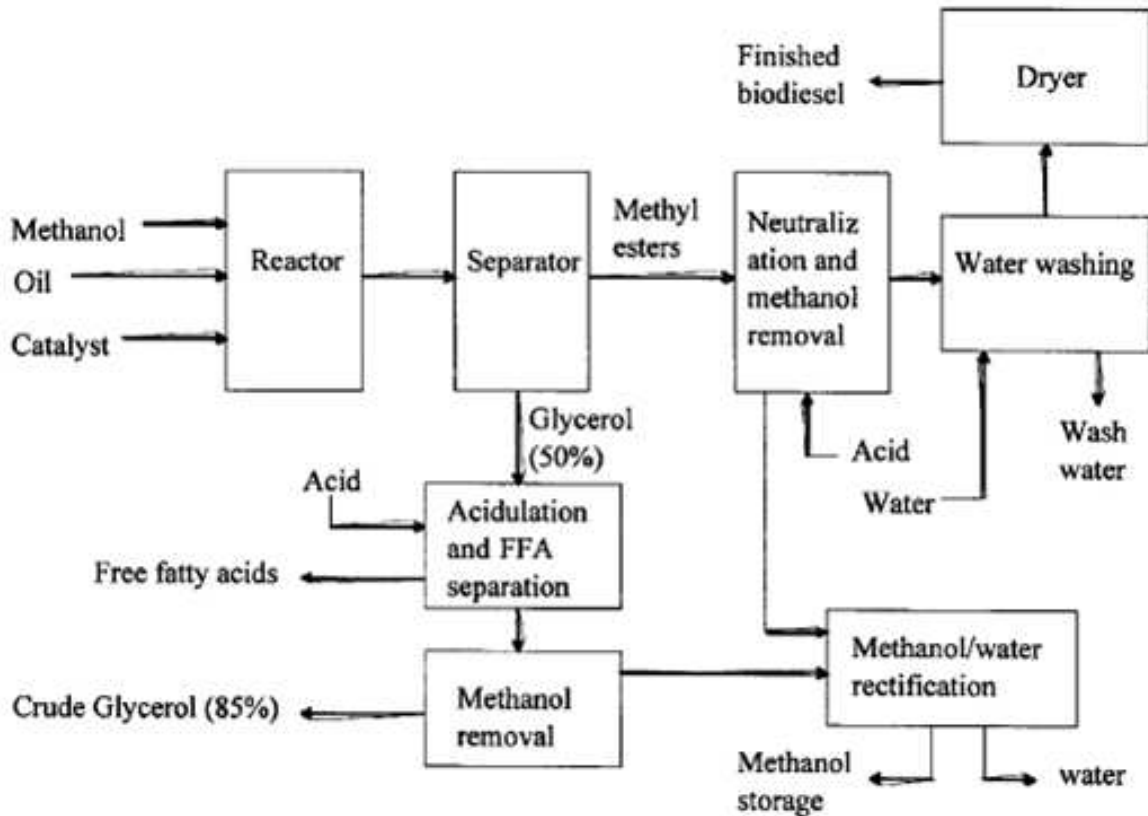 Finished
biodiesel
Dryer
Methanol
Oil
Catalyst
Reactor
Separator
Methyl
esters
Neutraliz
ation and
methanol
removal
Water washing
Glycerol
(50%)
Acid
Water
Wash
water
Acid
Acidulation
and FFA
separation
Free fatty acids
Methanol
removal
Crude Glycerol (85%)
Methanol/water
rectification
Methanol
storage
water